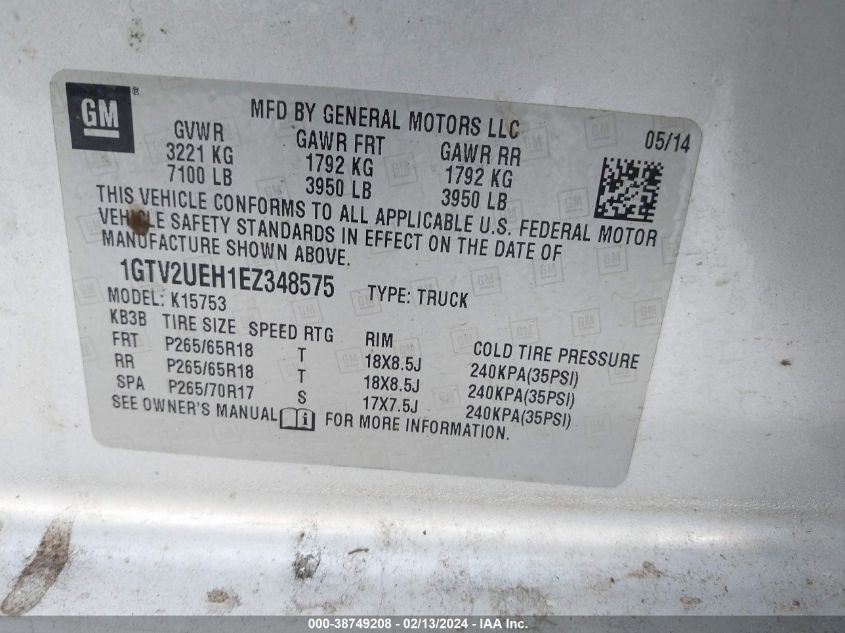 GM®
MFD BY GENERAL MOTORS LLC
05/14
GVWR GAWR FRT GAWR RR
3221 KG 1792 KG 1792 KG
7100 LB 3950 LB 3950 LB
THIS VEHICLE CONFORMS TO ALL APPLICABLE U.S. FEDERAL MOTOR
VEHICLE SAFETY STANDARDS IN EFFECT ON THE DATE OF
MANUFACTURE SHOWN ABOVE.
1GTV2UEH1EZ348575 TYPE: TRUCK
MODEL: K15753
KB3B TIRE SIZE SPEED RTG RIM COLD TIRE PRESSURE
FRT P265/65R18 T 18X8.5J 240KPA(35PSI)
RR P265/65R18 T 18X8.5J 240KPA(35PSI)
SPA P265/70R17 S 17X7.5J 240KPA(35PSI)
SEE OWNER'S MANUAL FOR MORE INFORMATION.
000-38749208 - 02/13/2024 - IAA Inc.